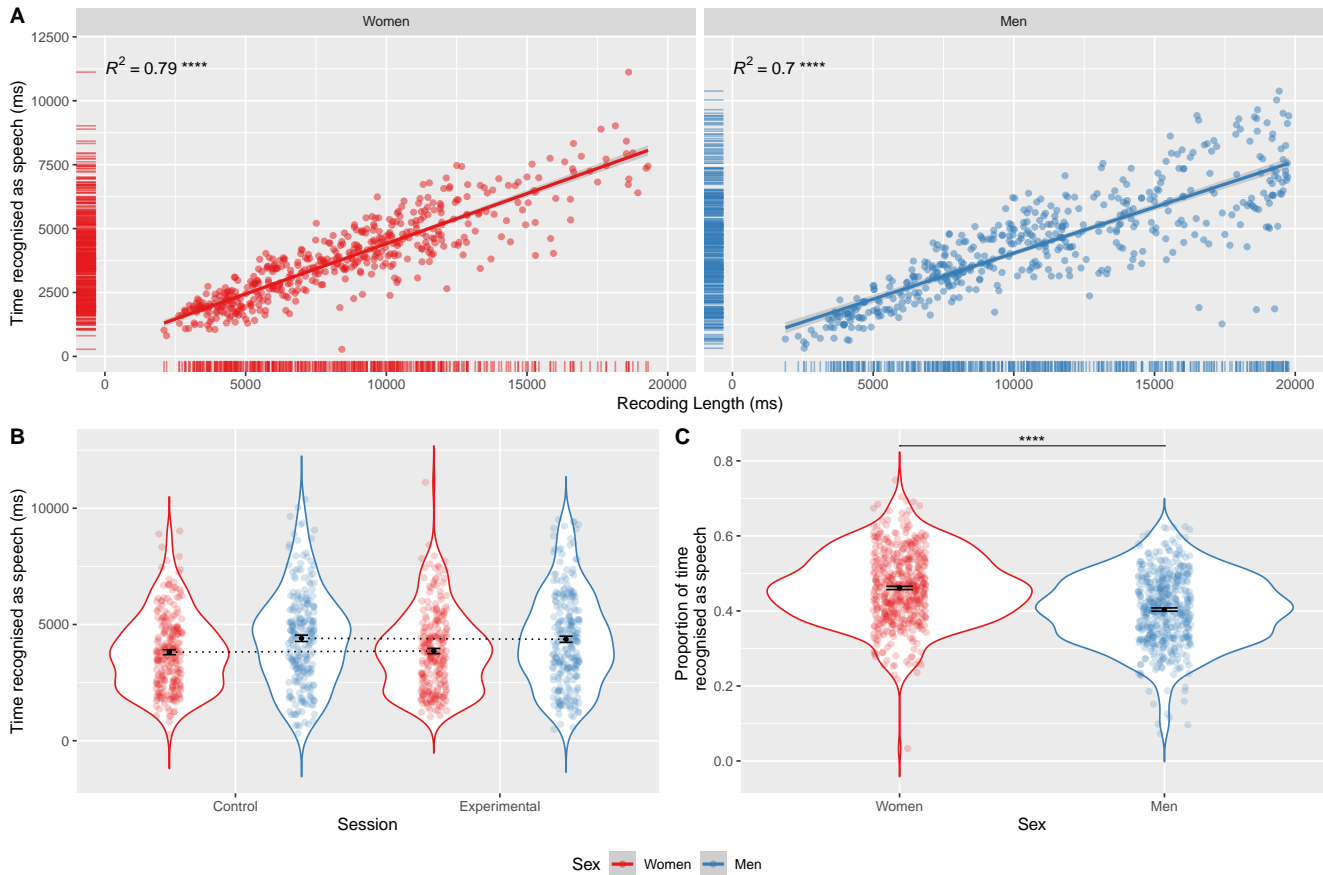 A
Women
Men
12500
10000
7500
5000
2500
0
Time recognised as speech (ms)
R² = 0.79 ****
R² = 0.7 ****
0 5000 10000 15000 20000
0 5000 10000 15000 20000
Recoding Length (ms)
B
10000
5000
0
Time recognised as speech (ms)
Control Experimental
Session
C
****
0.8
0.6
0.4
0.2
0.0
Proportion of time
recognised as speech
Women Men
Sex
Sex Women Men